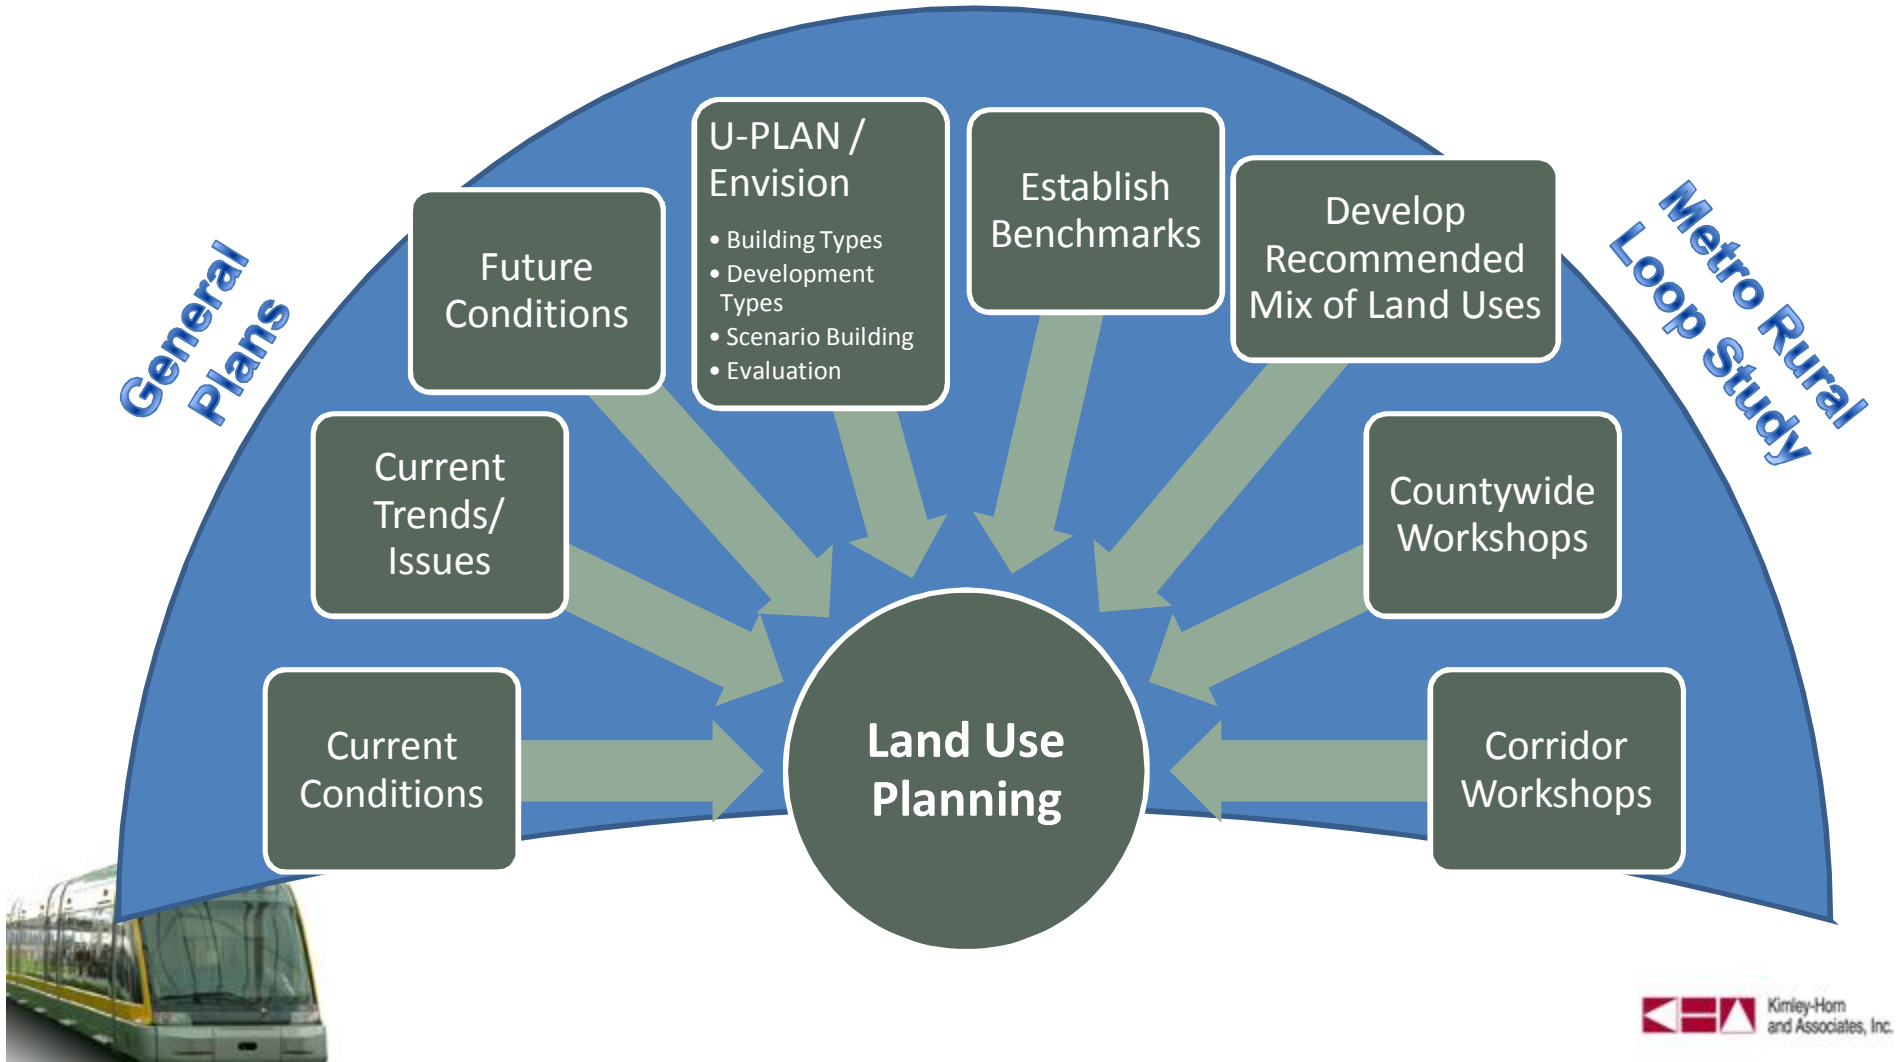 General
Plans
Current
Conditions
Current
Trends/
Issues
Future
Conditions
U-PLAN /
Envision
• Building Types
• Development
Types
• Scenario Building
• Evaluation
Establish
Benchmarks
Develop
Recommended
Mix of Land Uses
Countywide
Workshops
Corridor
Workshops
Metro Rural
Loop Study
Land Use
Planning
Kimley-Horn
and Associates, Inc.